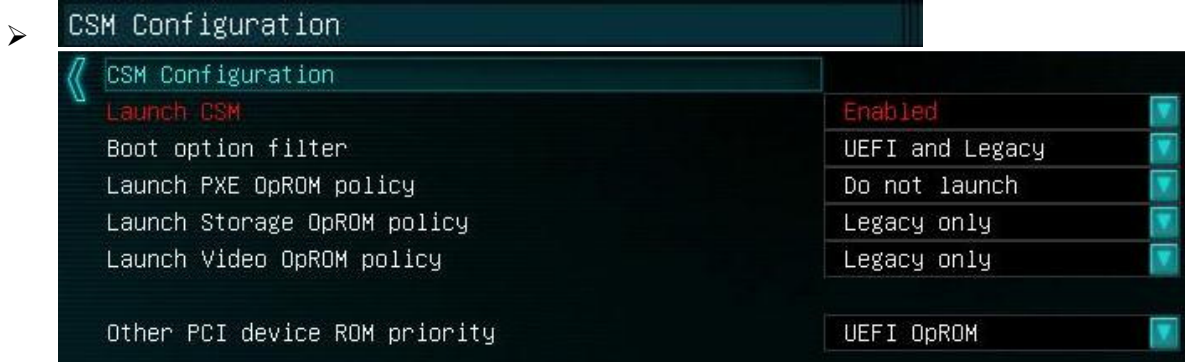 CSM Configuration
CSM Configuration
Launch CSM Enabled
Boot option filter UEFI and Legacy
Launch PXE OpROM policy Do not launch
Launch Storage OpROM policy Legacy only
Launch Video OpROM policy Legacy only
Other PCI device ROM priority UEFI OpROM